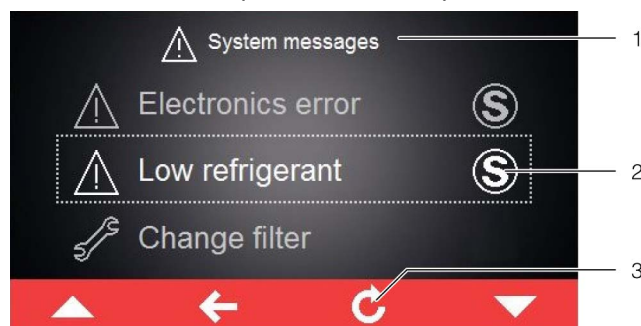 System messages
1
Electronics error
S
Low refrigerant
S
2
Change filter
3